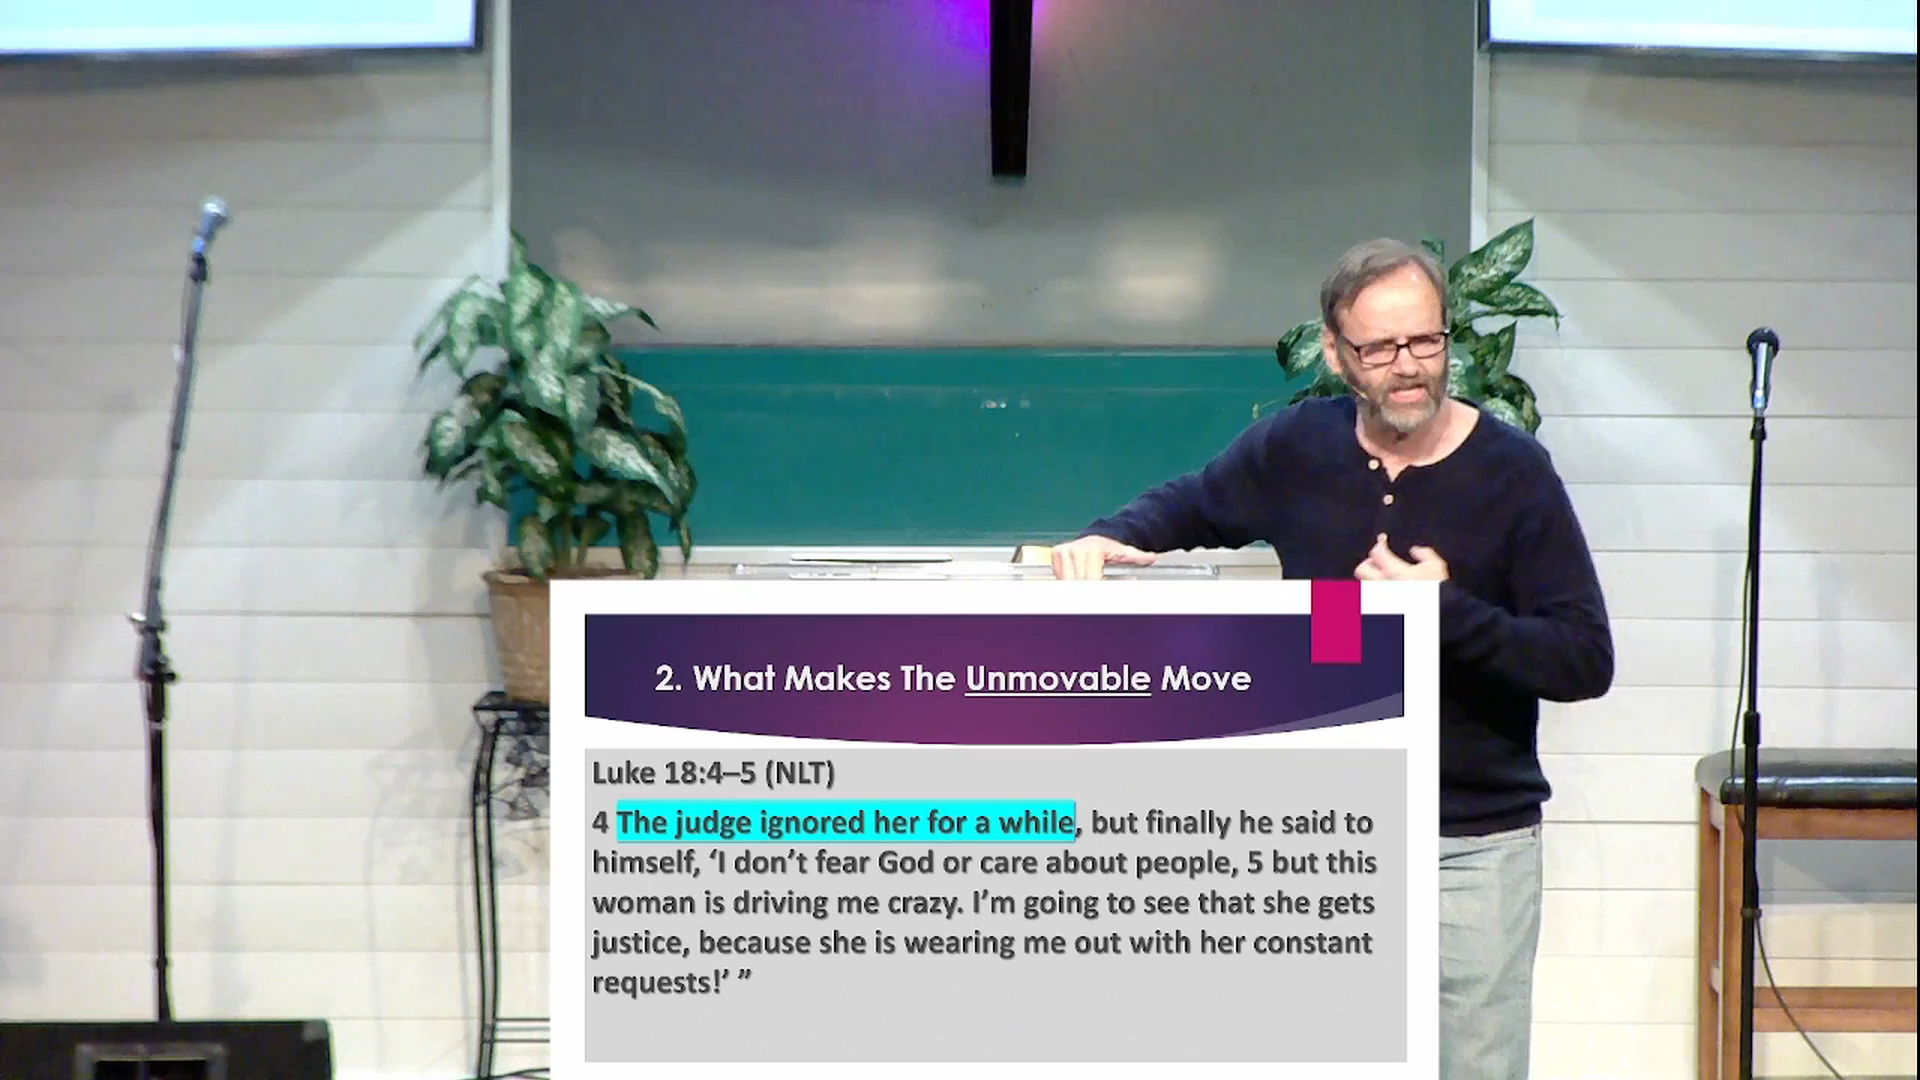 2. What Makes The Unmovable Move
Luke 18:4–5 (NLT)
4 The judge ignored her for a while, but finally he said to
himself, ‘I don’t fear God or care about people, 5 but this
woman is driving me crazy. I’m going to see that she gets
justice, because she is wearing me out with her constant
requests!’ ”